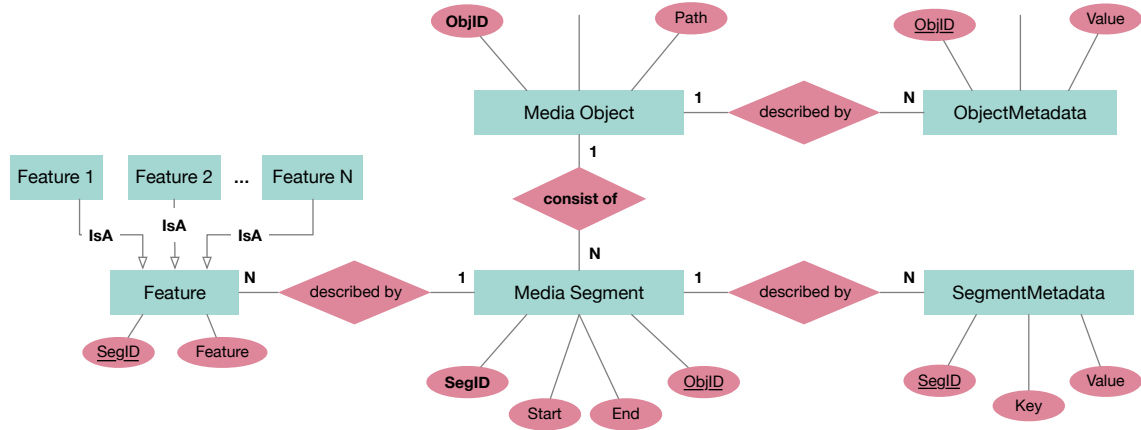 ObjID
Path
ObjID
Value
Media Object
1
described by
N
ObjectMetadata
1
Feature 1
Feature 2
...
Feature N
consist of
IsA
IsA
IsA
N
Feature
N
described by
1
Media Segment
1
described by
N
SegmentMetadata
SegID
Feature
SegID
Start
End
ObjID
SegID
Key
Value